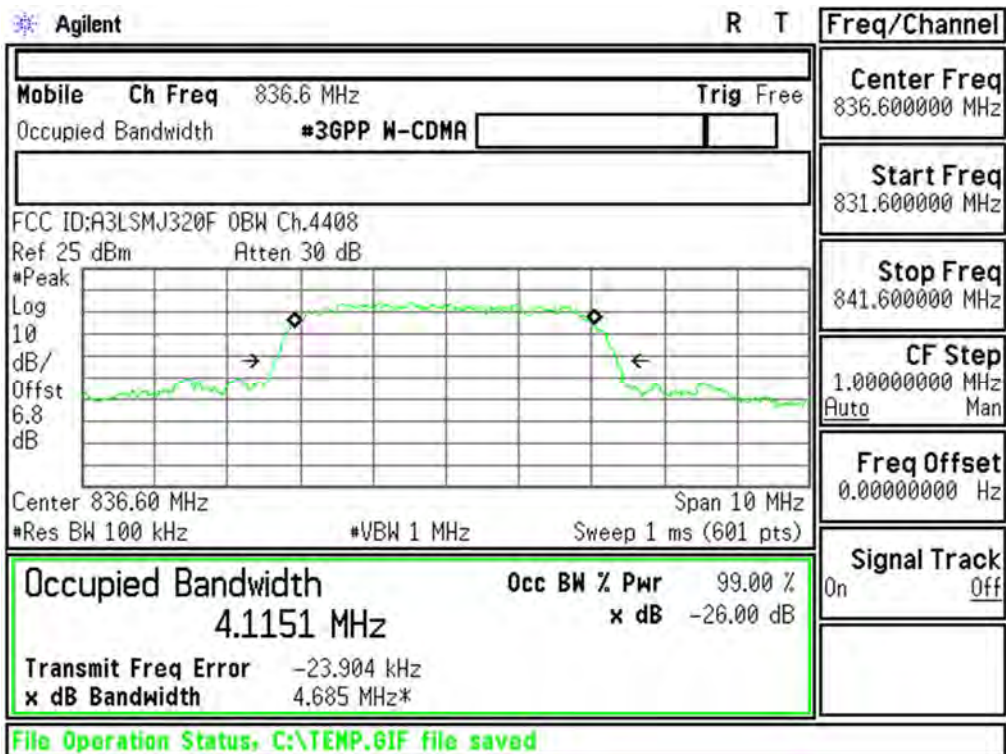 Agilent R T
Mobile Ch Freq 836.6 MHz Trig Free
Occupied Bandwidth #3GPP W-CDMA
FCC ID:A3LSMJ320F OBW Ch.4408
Ref 25 dBm Atten 30 dB
#Peak
Log
10
dB/
Offst
6.8
dB
Center 836.60 MHz Span 10 MHz
#Res BW 100 kHz #VBW 1 MHz Sweep 1 ms (601 pts)
Occupied Bandwidth Occ BW % Pwr 99.00 %
4.1151 MHz x dB -26.00 dB
Transmit Freq Error -23.904 kHz
x dB Bandwidth 4.685 MHz*
File Operation Status, C:\TEMP.GIF file saved
Freq/Channel
Center Freq
836.600000 MHz
Start Freq
831.600000 MHz
Stop Freq
841.600000 MHz
CF Step
1.00000000 MHz
Auto Man
Freq Offset
0.00000000 Hz
Signal Track
On Off